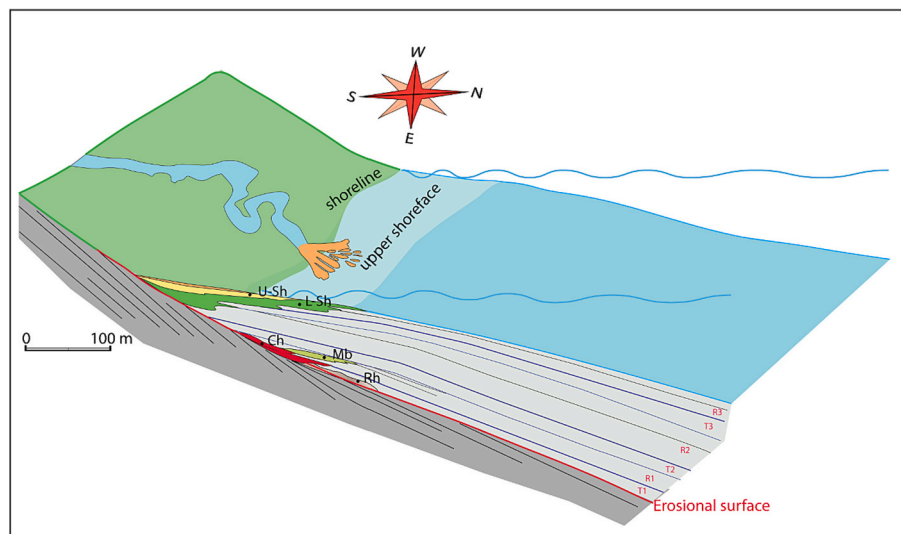 W
S
N
E
shoreline
upper shoreface
U-Sh
L-Sh
0 100 m
Ch
Mb
Rh
R3
T3
R2
T2
R1
T1
Erosional surface